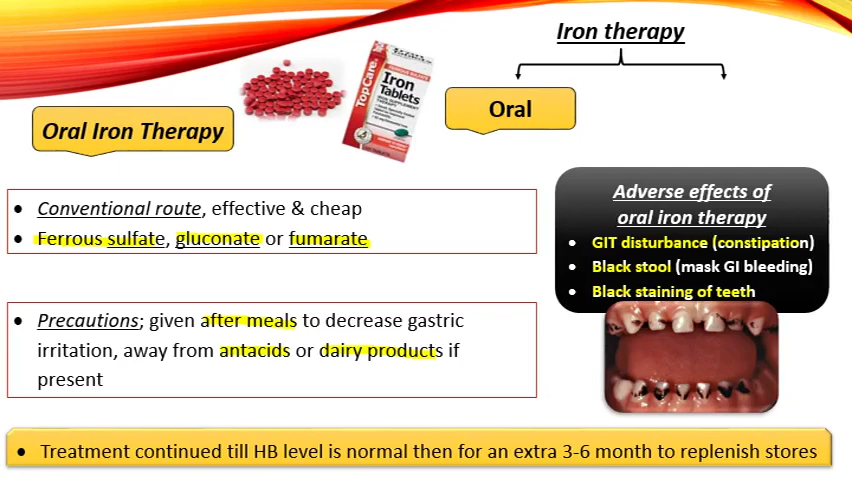 Iron therapy
Oral
Oral Iron Therapy
TopCare
Iron
Tablets
• Conventional route, effective & cheap
• Ferrous sulfate, gluconate or fumarate
• Precautions; given after meals to decrease gastric
irritation, away from antacids or dairy products if
present
Adverse effects of
oral iron therapy
• GIT disturbance (constipation)
• Black stool (mask GI bleeding)
• Black staining of teeth
• Treatment continued till HB level is normal then for an extra 3-6 month to replenish stores